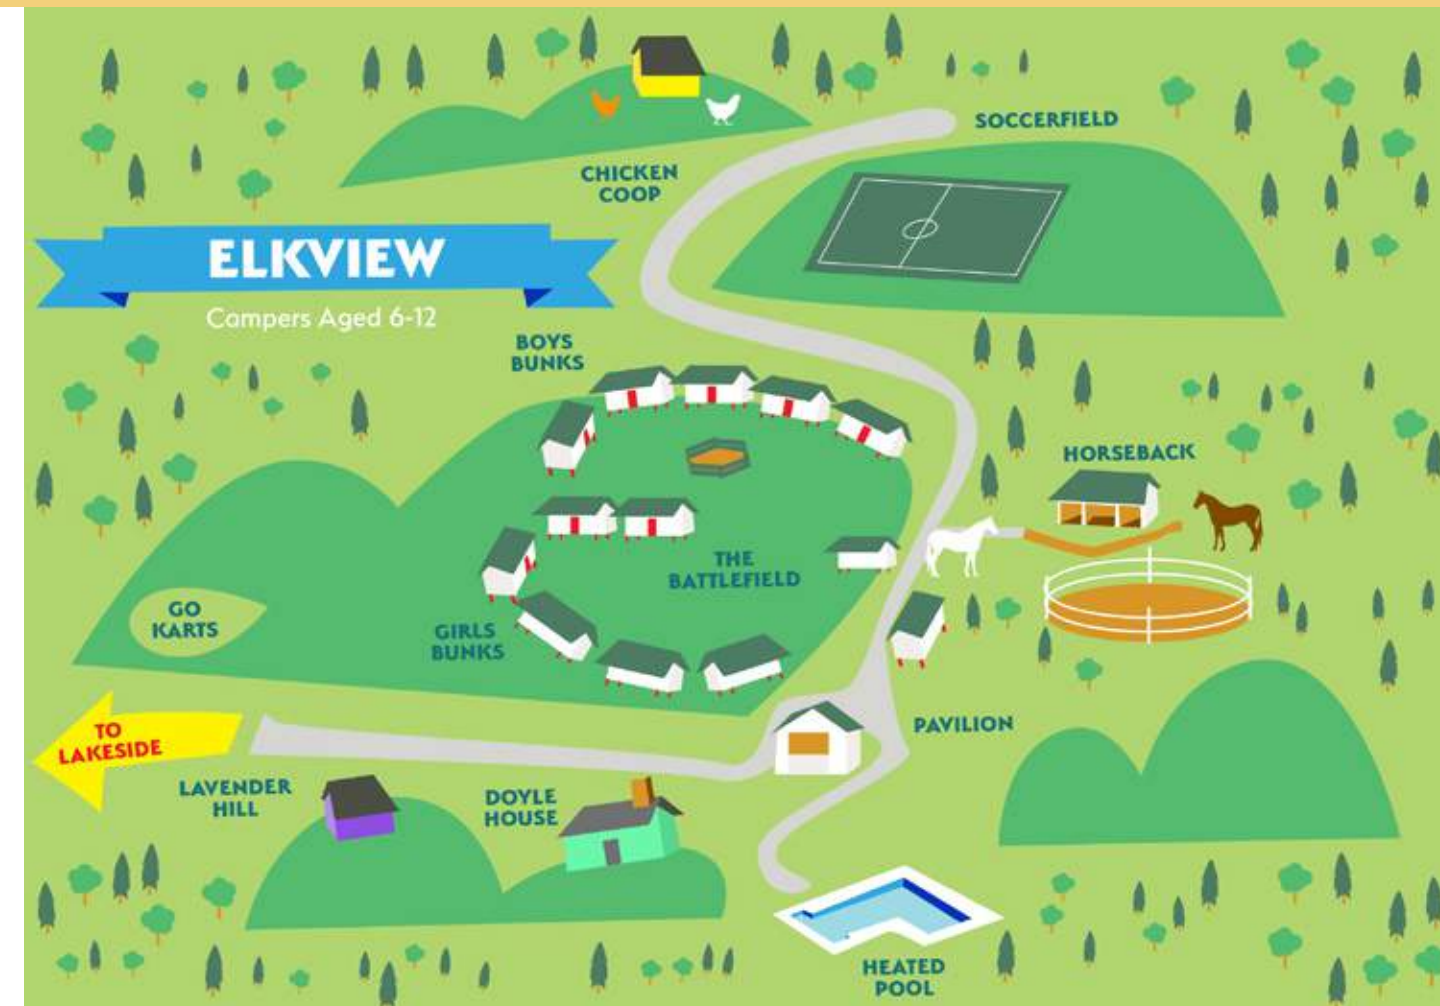 SOCCERFIELD
CHICKEN
COOP
ELKVIEW
Campers Aged 6-12
BOYS
BUNKS
HORSEBACK
THE
BATTLEFIELD
GO
KARTS
GIRLS
BUNKS
TO
LAKESIDE
PAVILION
LAVENDER
HILL
DOYLE
HOUSE
HEATED
POOL